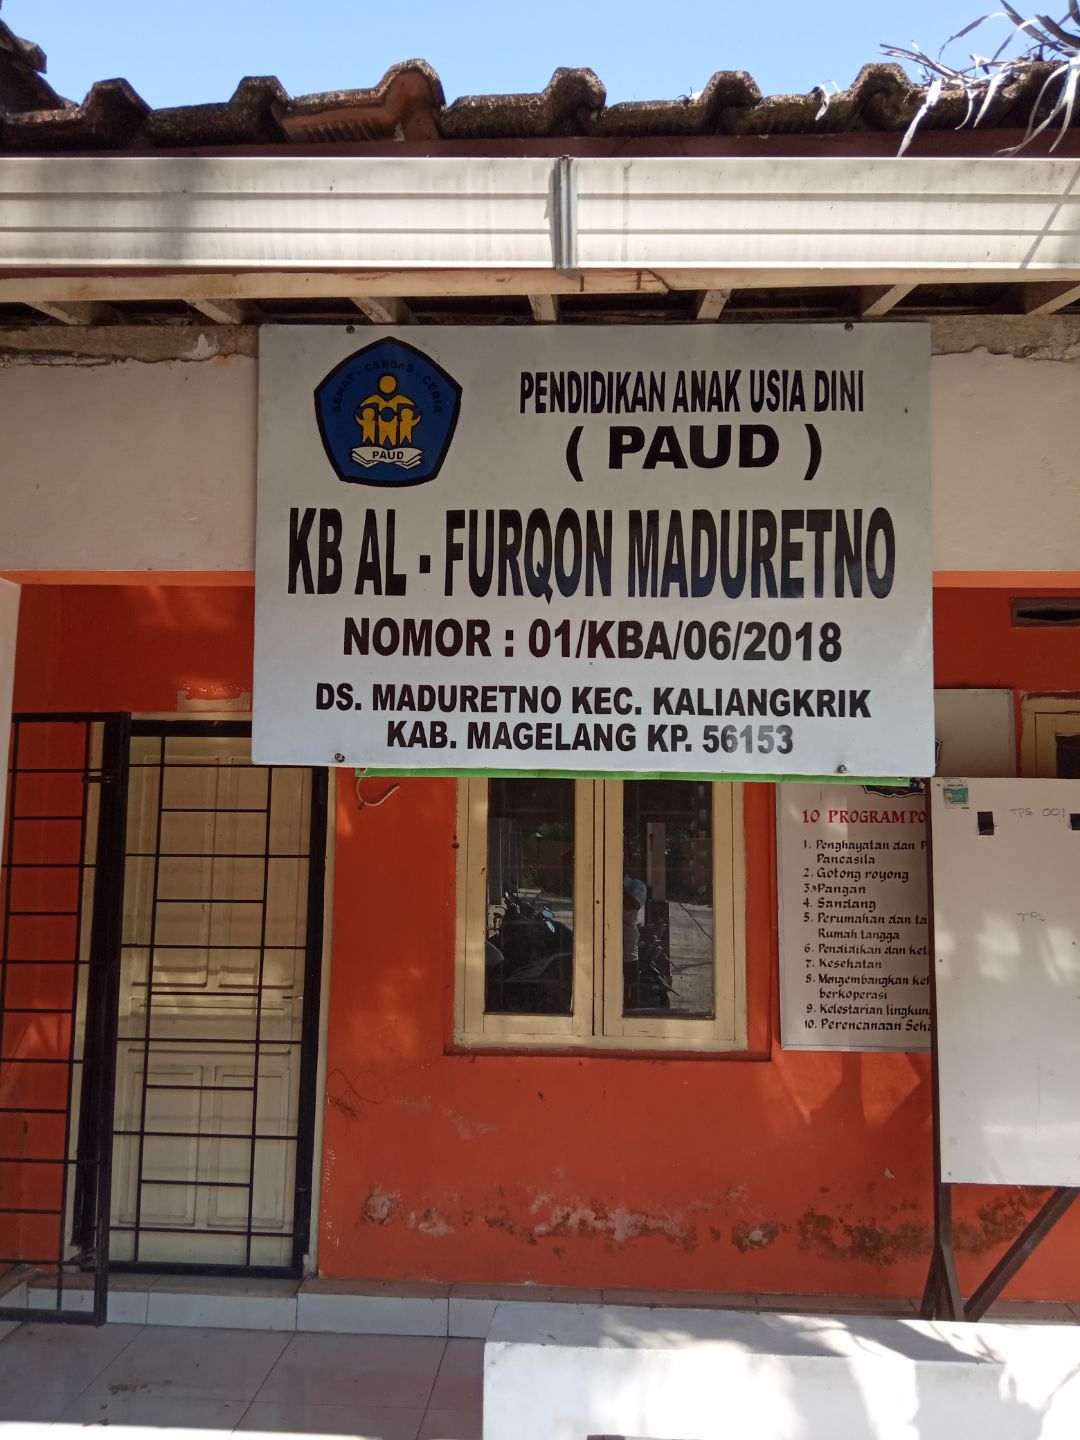 SEHAT - CERDAS - CERIA
PAUD
PENDIDIKAN ANAK USIA DINI
( PAUD )
KB AL - FURQON MADURETNO
NOMOR : 01/KBA/06/2018
DS. MADURETNO KEC. KALIANGKRIK
KAB. MAGELANG KP. 56153
10 PROGRAM PO
1. Penghayatan dan P
Pancasila
2. Gotong royong
3. Pangan
4. Sandang
5. Perumahan dan ta
Rumah tangga
6. Pendidikan dan ket
7. Kesehatan
8. Mengembangkan keh
berkoperasi
9. Kelestarian lingkung
10. Perencanaan Seha
TPS 001
TPS